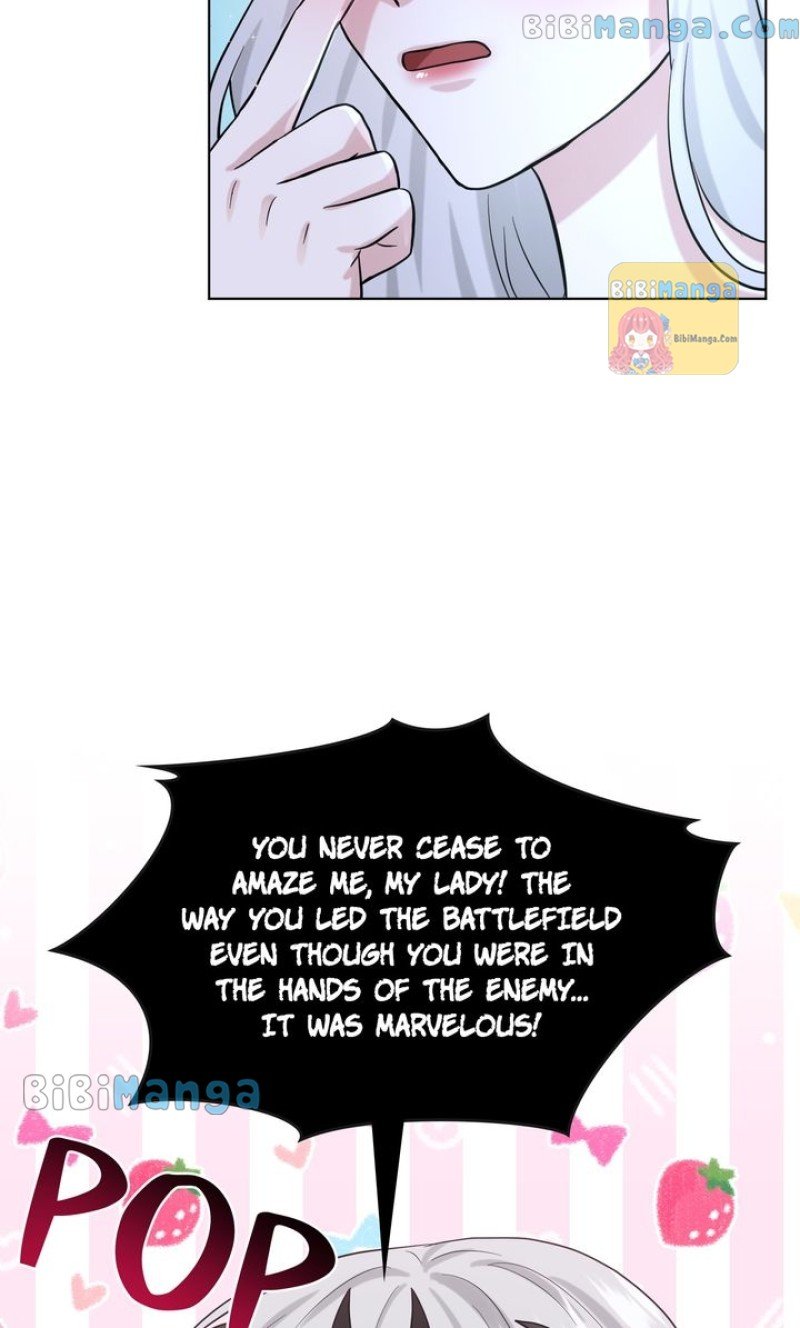 BiBiManga.Com
BiBiManga
BibiManga.Com
YOU NEVER CEASE TO
AMAZE ME, MY LADY! THE
WAY YOU LED THE BATTLEFIELD
EVEN THOUGH YOU WERE IN
THE HANDS OF THE ENEMY...
IT WAS MARVELOUS!
BiBiManga
POP